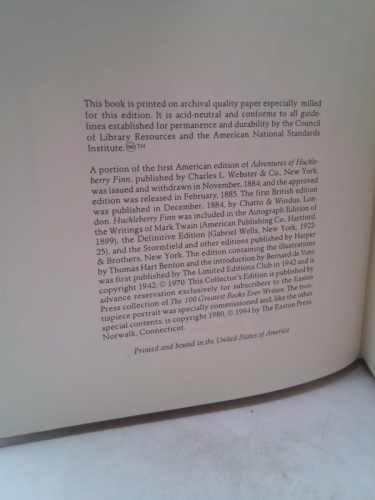 This book is printed on archival quality paper especially milled
for this edition. It is acid-neutral and conforms to all guide-
lines established for permanence and durability by the Council
of Library Resources and the American National Standards
Institute. ∞™
A portion of the first American edition of Adventures of Huckle-
berry Finn, published by Charles L. Webster & Co., New York,
was issued and withdrawn in November, 1884; and the approved
edition was released in February, 1885. The first British edition
was published in December, 1884, by Chatto & Windus, Lon-
don. Huckleberry Finn was included in the Autograph Edition of
the Writings of Mark Twain (American Publishing Co., Hartford,
1899), the Definitive Edition (Gabriel Wells, New York, 1922-
25), and the Stormfield and other editions published by Harper
& Brothers, New York. The edition containing the illustrations
by Thomas Hart Benton and the introduction by Bernard de Voto
was first published by The Limited Editions Club in 1942 and is
copyright 1942, © 1970. This Collector's Edition is published by
advance reservation exclusively for subscribers to the Easton
Press collection of The 100 Greatest Books Ever Written. The fron-
tispiece portrait was specially commissioned and, like the other
special contents, is copyright 1980, © 1994 by The Easton Press,
Norwalk, Connecticut.
Printed and bound in the United States of America